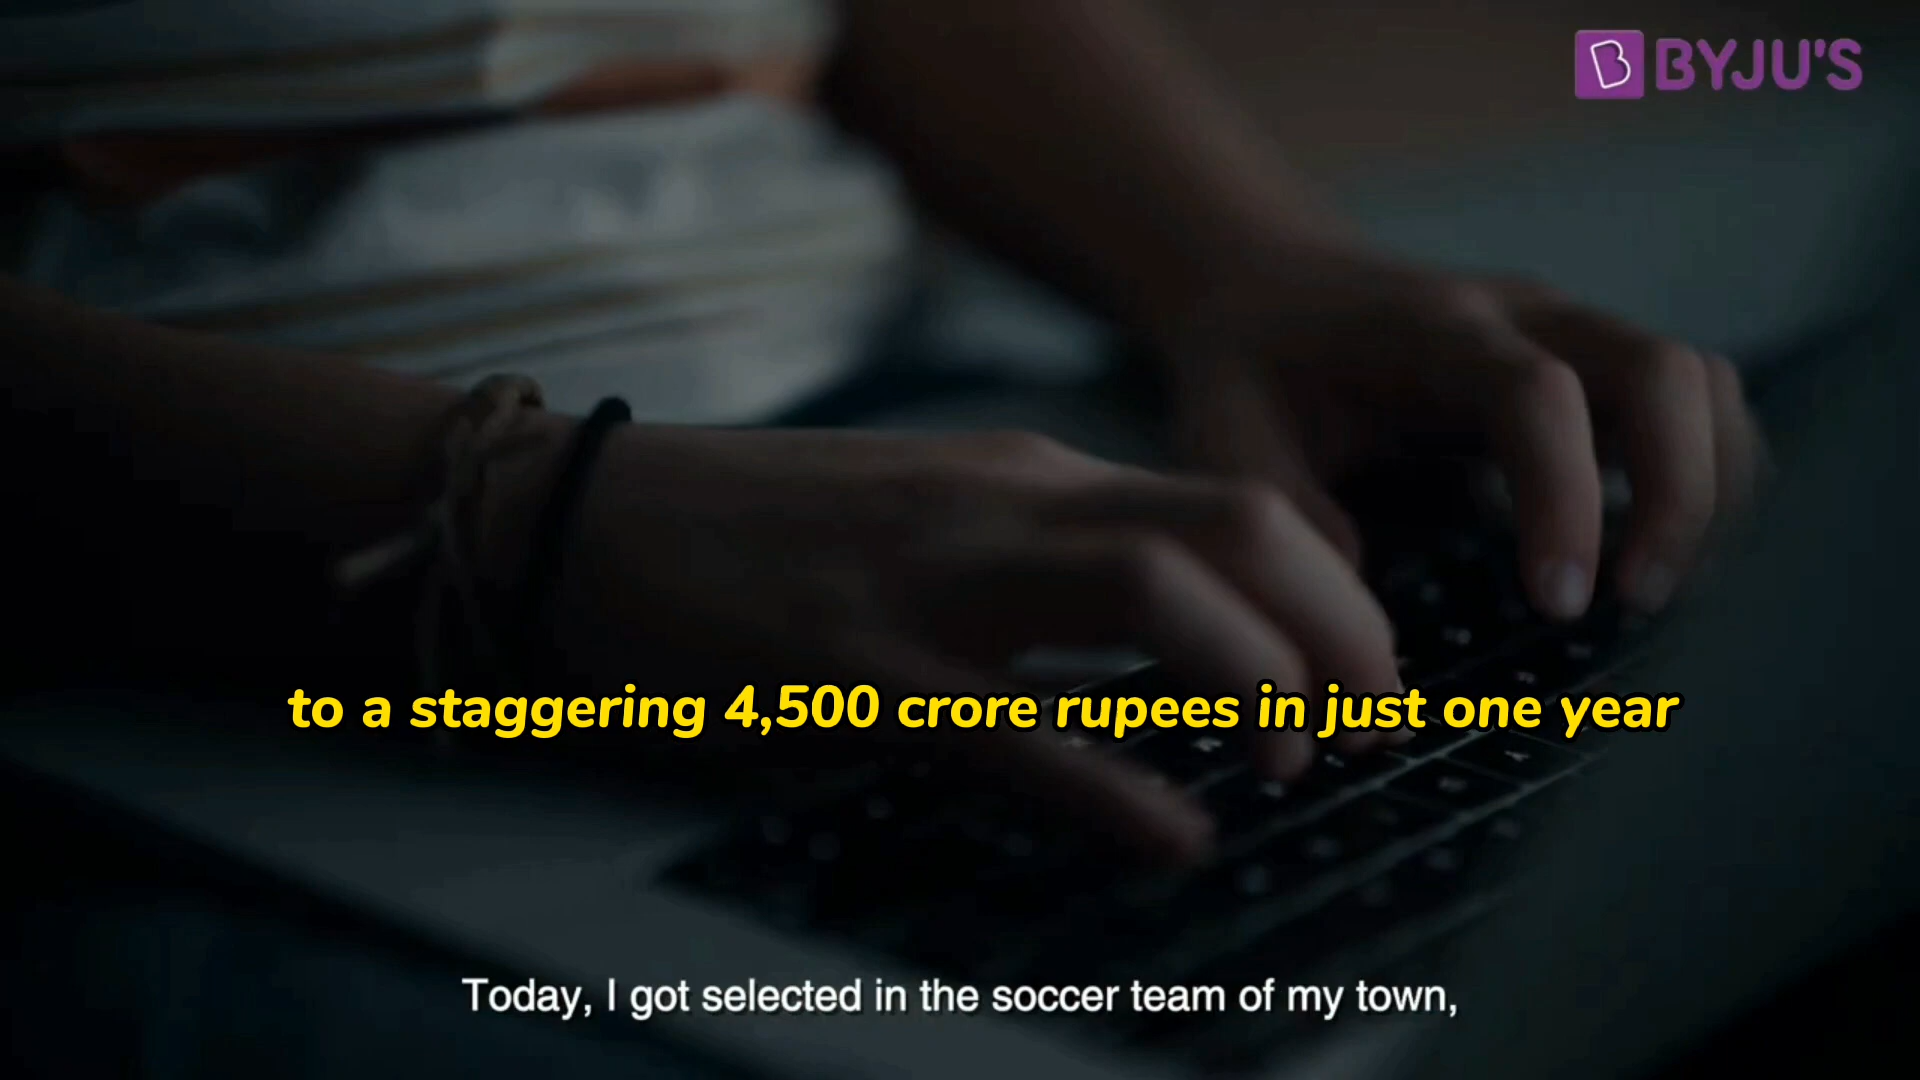 BYJU'S
to a staggering 4,500 crore rupees in just one year
Today, I got selected in the soccer team of my town,